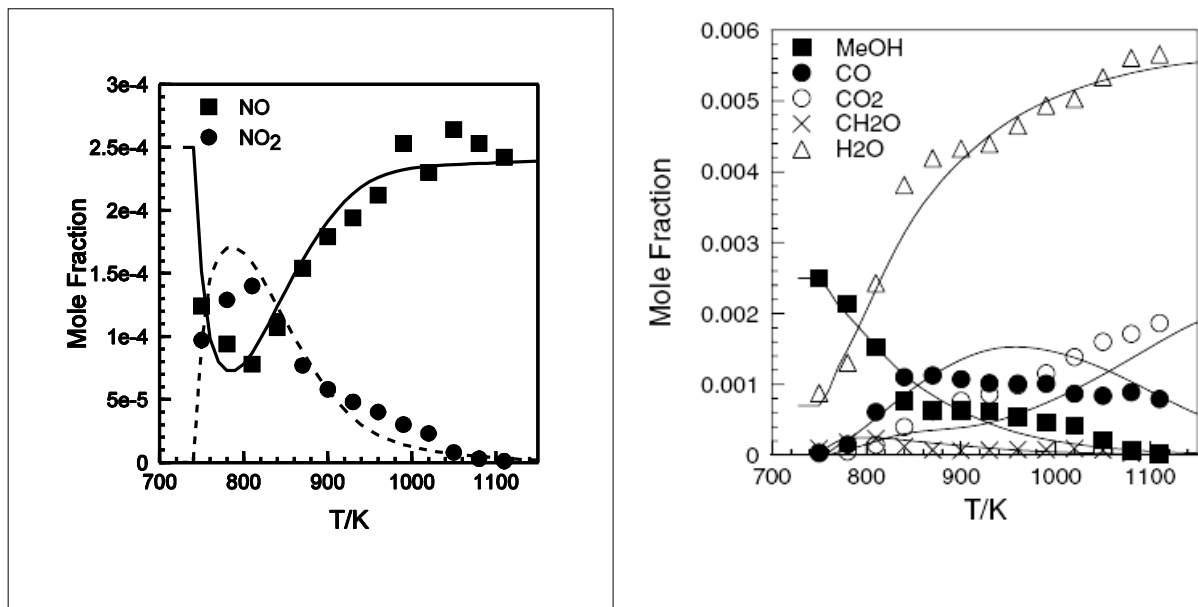 3e-4
2.5e-4
2e-4
1.5e-4
1e-4
5e-5
0
Mole Fraction
NO
NO2
700 800 900 1000 1100
T/K
0.006
0.005
0.004
0.003
0.002
0.001
0
Mole Fraction
MeOH
CO
CO2
CH2O
H2O
700 800 900 1000 1100
T/K